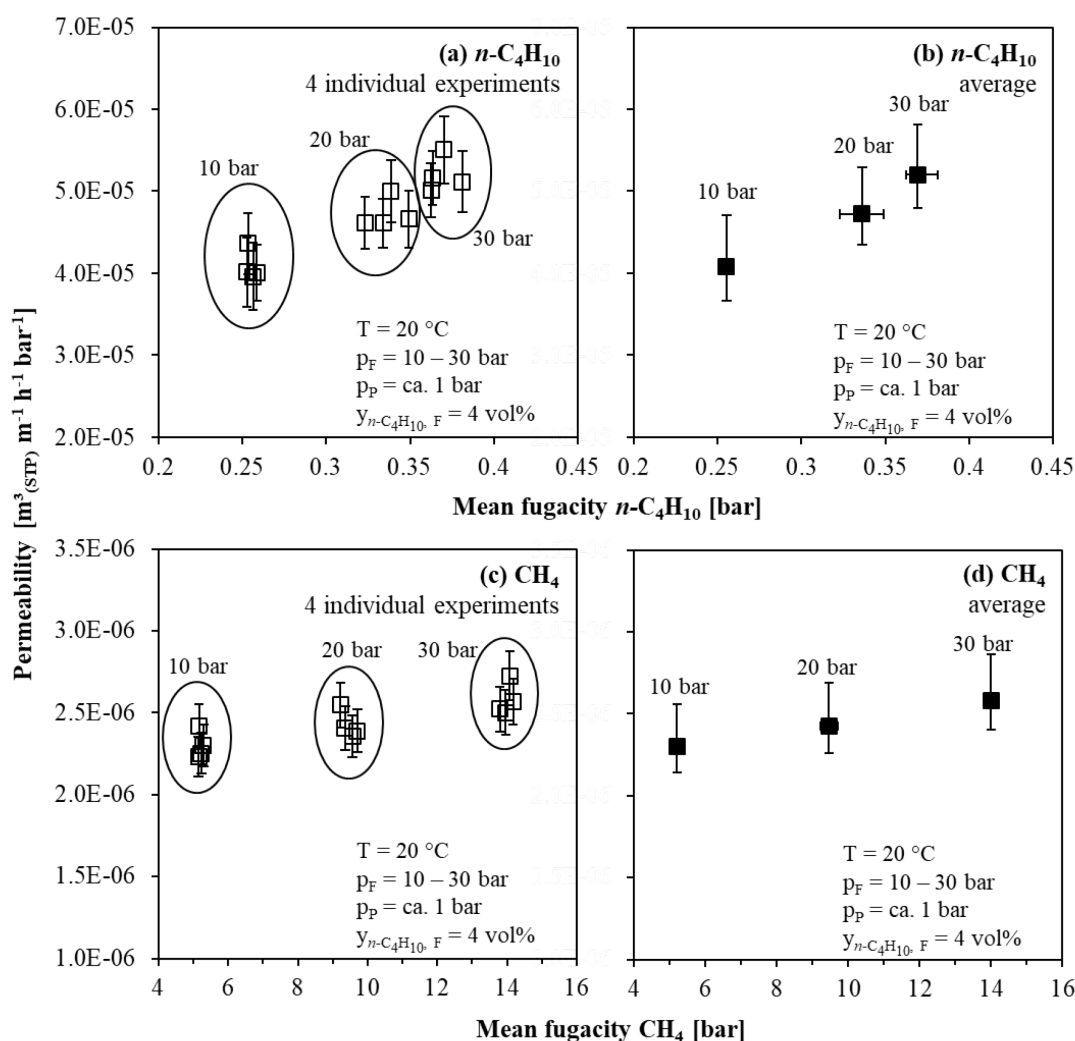 Permeability [m³(STP) m-1 h-1 bar-1]
7.0E-05
6.0E-05
5.0E-05
4.0E-05
3.0E-05
2.0E-05
(a) n-C4H10
4 individual experiments
10 bar
20 bar
30 bar
T = 20 °C
pF = 10 – 30 bar
pP = ca. 1 bar
yn-C4H10, F = 4 vol%
0.2 0.25 0.3 0.35 0.4 0.45
(b) n-C4H10
average
10 bar
20 bar
30 bar
T = 20 °C
pF = 10 – 30 bar
pP = ca. 1 bar
yn-C4H10, F = 4 vol%
0.2 0.25 0.3 0.35 0.4 0.45
Mean fugacity n-C4H10 [bar]
3.5E-06
3.0E-06
2.5E-06
2.0E-06
1.5E-06
1.0E-06
(c) CH4
4 individual experiments
10 bar
20 bar
30 bar
T = 20 °C
pF = 10 – 30 bar
pP = ca. 1 bar
yn-C4H10, F = 4 vol%
4 6 8 10 12 14 16
(d) CH4
average
10 bar
20 bar
30 bar
T = 20 °C
pF = 10 – 30 bar
pP = ca. 1 bar
yn-C4H10, F = 4 vol%
4 6 8 10 12 14 16
Mean fugacity CH4 [bar]